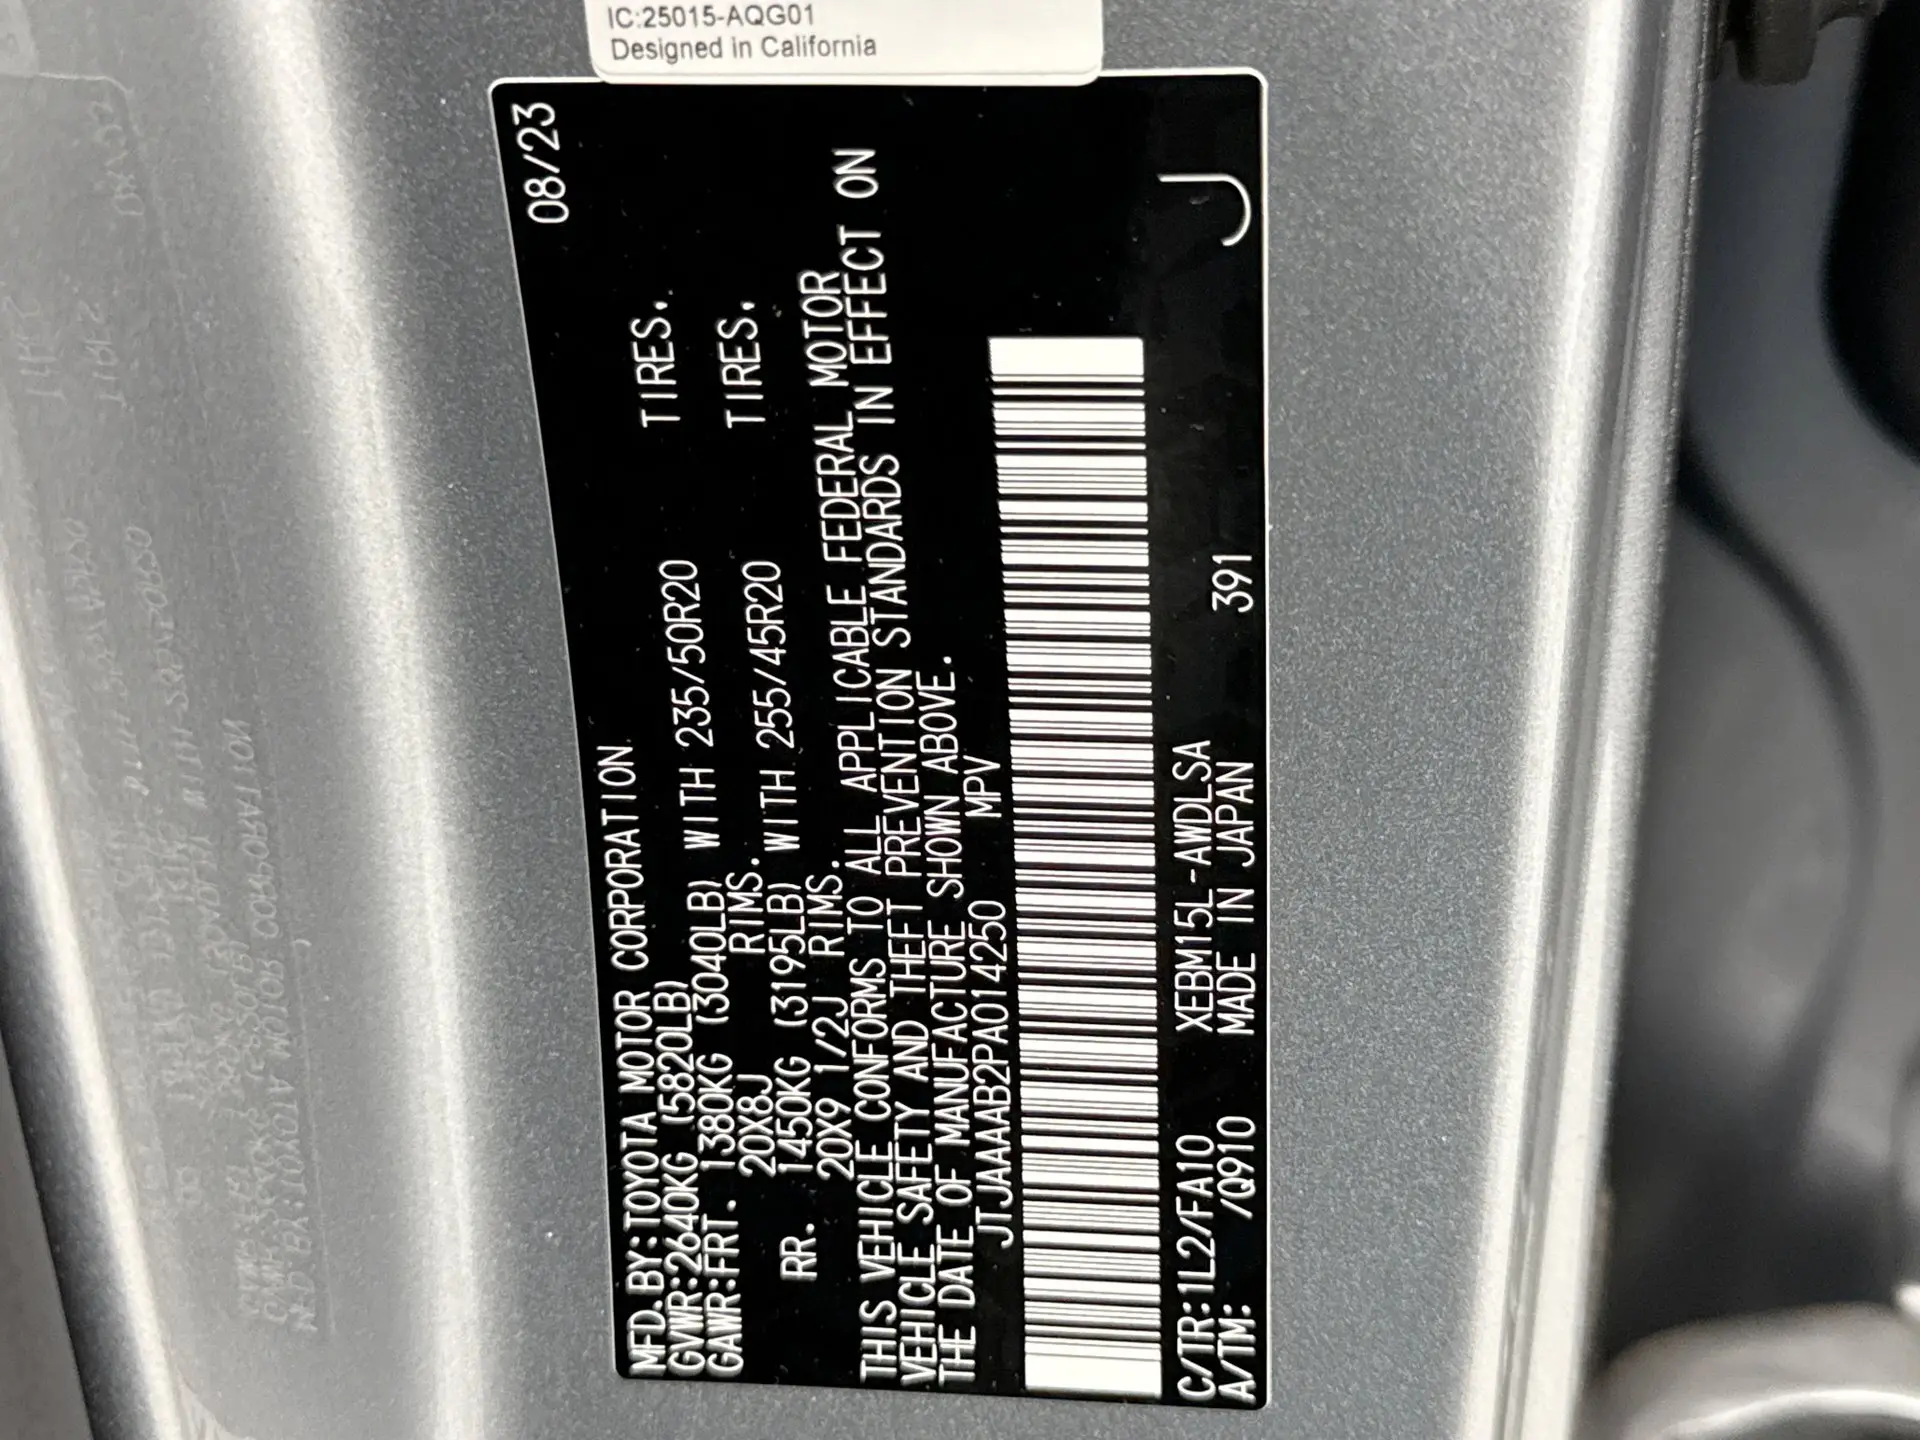 IC:25015-AQG01
Designed in California
08/23
MFD.BY:TOYOTA MOTOR CORPORATION
GVWR:2640KG (5820LB)
GAWR:FRT. 1380KG (3040LB) WITH 235/50R20 TIRES.
20X8J RIMS.
RR. 1450KG (3195LB) WITH 255/45R20 TIRES.
20X9 1/2J RIMS.
THIS VEHICLE CONFORMS TO ALL APPLICABLE FEDERAL MOTOR
VEHICLE SAFETY AND THEFT PREVENTION STANDARDS IN EFFECT ON
THE DATE OF MANUFACTURE SHOWN ABOVE.
JTJAAAAB2PA014250 MPV
C/TR:1L2/FA10 XEBM15L-AWDLSA
A/TM: /Q910 MADE IN JAPAN 391 J